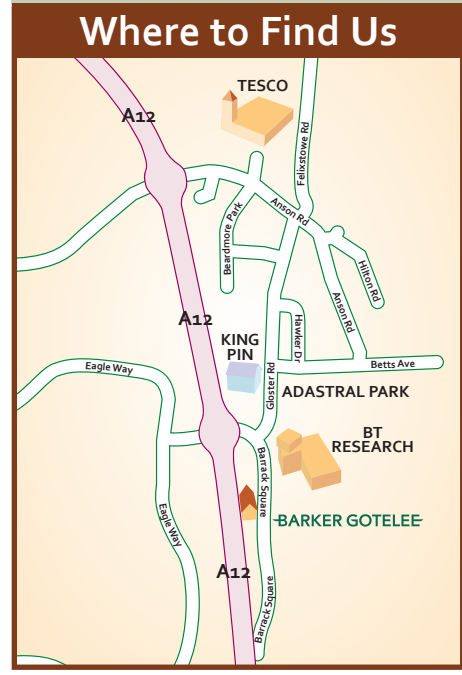 Where to Find Us
TESCO
A12
Felixstowe Rd
Anson Rd
Beardmore Park
Hilton Rd
Anson Rd
A12
Hawker Dr
KING
PIN
Eagle Way
Betts Ave
Gloster Rd
ADASTRAL PARK
BT
RESEARCH
Barrack Square
Eagle Way
BARKER GOTELEE
A12
Barrack Square